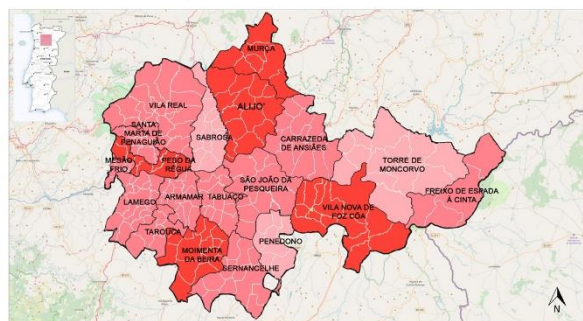 MURÇA
ALIJÓ
VILA REAL
SANTA
MARTA DE
PENAGUIÃO
SABROSA
CARRAZEDA
DE ANSIÃES
MESÃO
FRIO
PESO DA
RÉGUA
TORRE DE
MONCORVO
SÃO JOÃO DA
PESQUEIRA
FREIXO DE ESPADA
À CINTA
LAMEGO
ARMAMAR
TABUAÇO
VILA NOVA DE
FOZ CÔA
TAROUCA
PENEDONO
MOIMENTA
DA BEIRA
SERNANCELHE
N